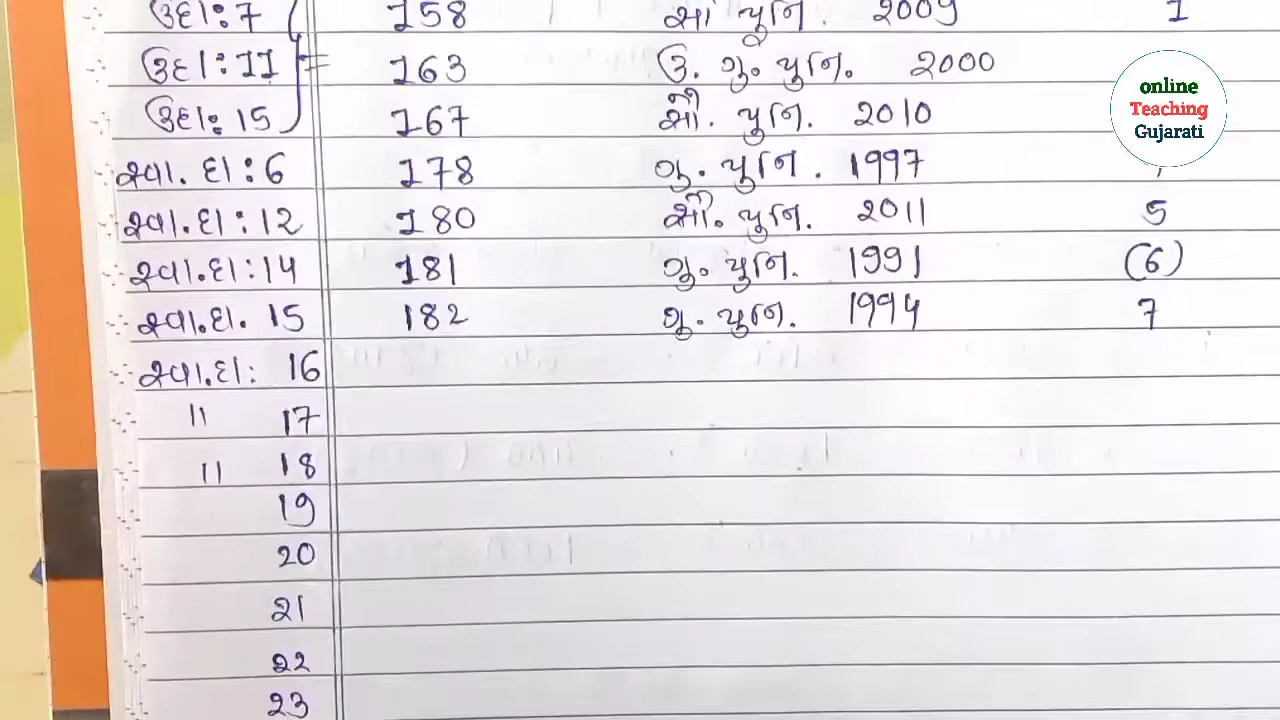 ઉદા:7 158 સૌ યુનિ. 2009 1
ઉદા:11 163 ઉ. ગુ. યુનિ. 2000
ઉદા: 15 167 સૌ. યુનિ. 2010
સ્વા. દા:6 178 ગુ. યુનિ. 1997
સ્વા.દા:12 180 સૌ. યુનિ. 2011 5
સ્વા.દા:14 181 ગુ. યુનિ. 1991 (6)
સ્વા.દા. 15 182 ગુ. યુનિ. 1994 7
સ્વા.દા: 16
" 17
" 18
19
20
21
22
23
online
Teaching
Gujarati